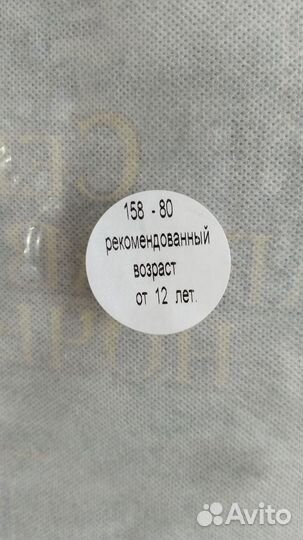 158 - 80
рекомендованный
возраст
от 12 лет.
Avito